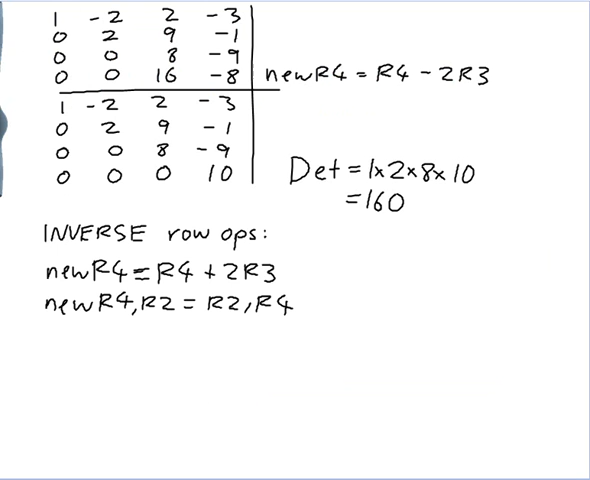 1 -2 2 -3
0 2 9 -1
0 0 8 -9
0 0 16 -8 newR4 = R4 - 2R3
1 -2 2 -3
0 2 9 -1
0 0 8 -9
0 0 0 10 Det = 1x2x8x10
=160
INVERSE row ops:
newR4 = R4 + 2R3
newR4,R2 = R2,R4